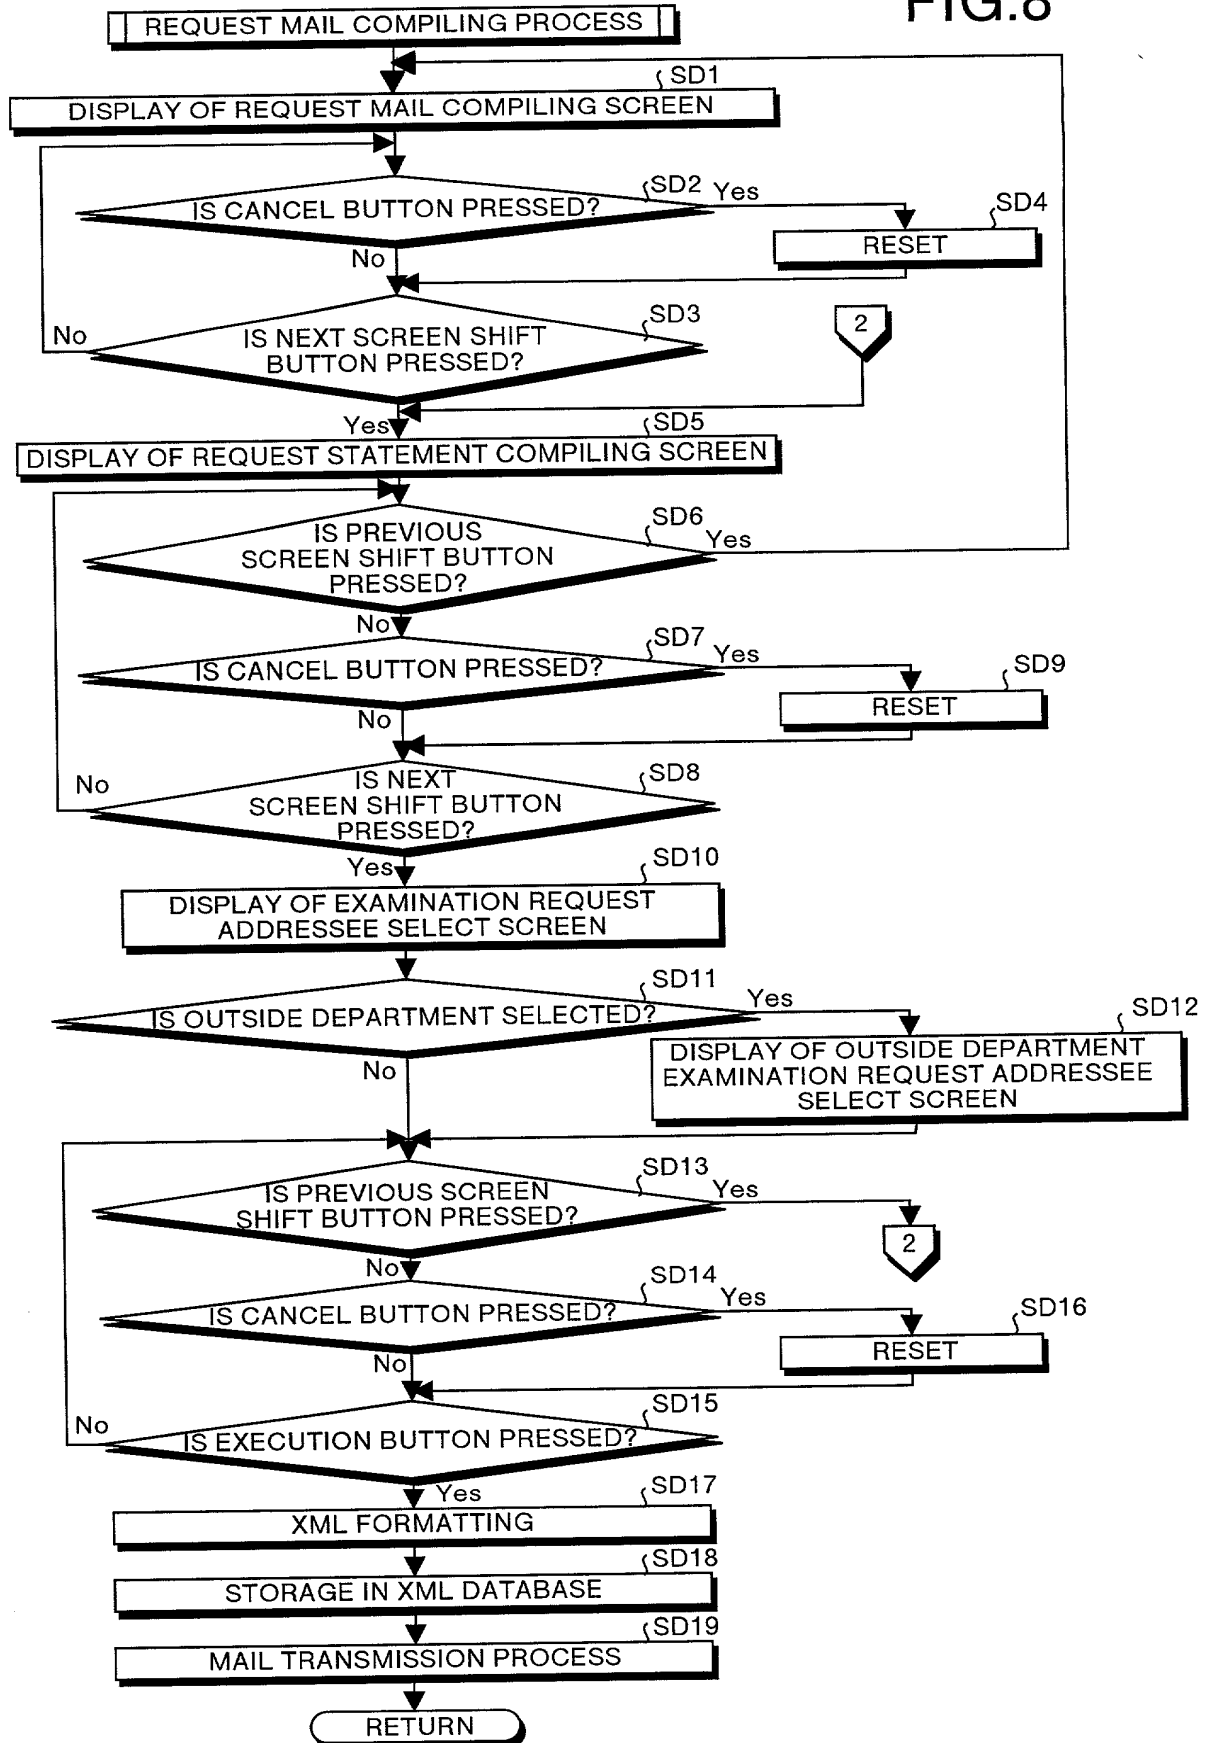 FIG.8
REQUEST MAIL COMPILING PROCESS
SD1
DISPLAY OF REQUEST MAIL COMPILING SCREEN
SD2
Yes
IS CANCEL BUTTON PRESSED?
SD4
RESET
No
SD3
2
No
IS NEXT SCREEN SHIFT
BUTTON PRESSED?
Yes
SD5
DISPLAY OF REQUEST STATEMENT COMPILING SCREEN
SD6
IS PREVIOUS
SCREEN SHIFT BUTTON
PRESSED?
Yes
No
SD7
Yes
IS CANCEL BUTTON PRESSED?
SD9
RESET
No
SD8
No
IS NEXT
SCREEN SHIFT BUTTON
PRESSED?
Yes
SD10
DISPLAY OF EXAMINATION REQUEST
ADDRESSEE SELECT SCREEN
SD11
Yes
IS OUTSIDE DEPARTMENT SELECTED?
SD12
DISPLAY OF OUTSIDE DEPARTMENT
EXAMINATION REQUEST ADDRESSEE
SELECT SCREEN
No
SD13
Yes
IS PREVIOUS SCREEN
SHIFT BUTTON PRESSED?
2
No
SD14
Yes
IS CANCEL BUTTON PRESSED?
SD16
RESET
No
SD15
No
IS EXECUTION BUTTON PRESSED?
Yes
SD17
XML FORMATTING
SD18
STORAGE IN XML DATABASE
SD19
MAIL TRANSMISSION PROCESS
RETURN